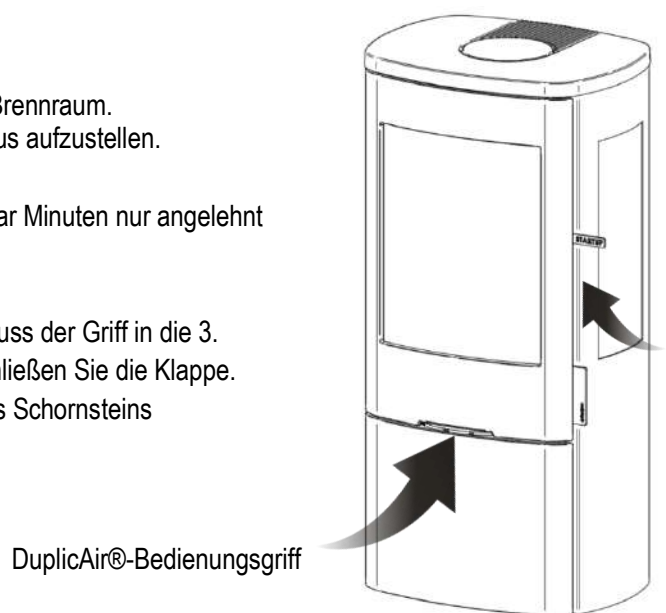 Brennraum.
us aufzustellen.
ar Minuten nur angelehnt
uss der Griff in die 3.
ließen Sie die Klappe.
s Schornsteins
STARTUP
DuplicAir®-Bedienungsgriff